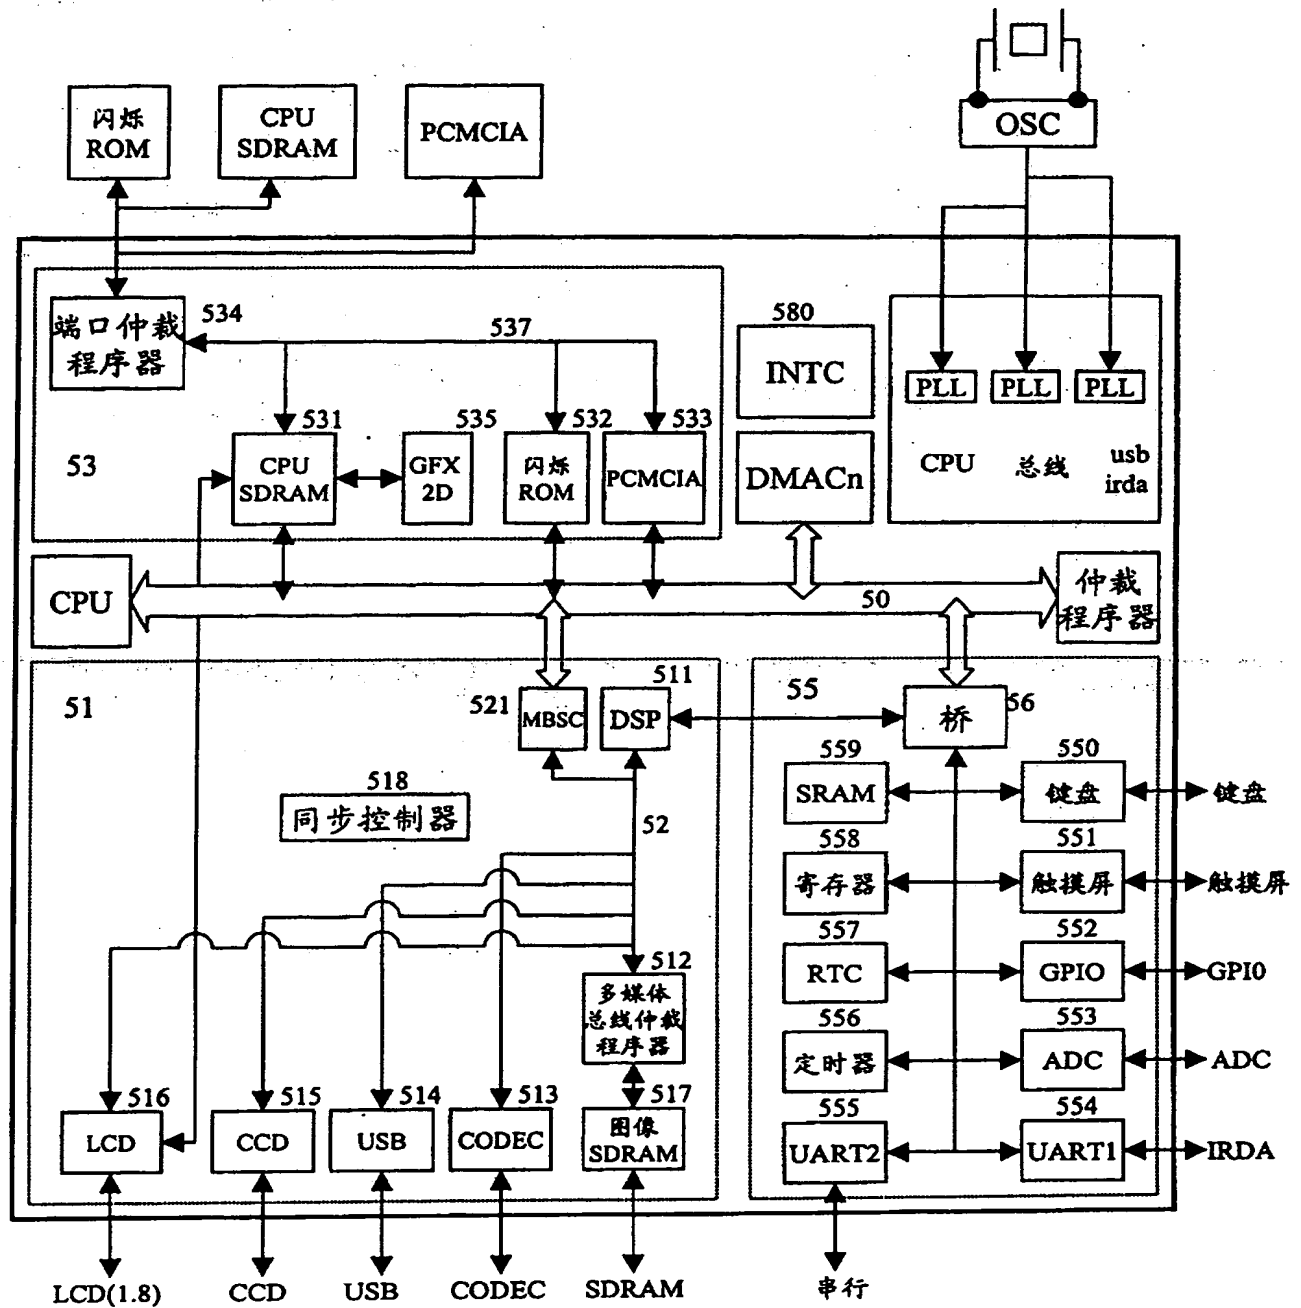 闪烁
ROM
CPU
SDRAM
PCMCIA
OSC
端口仲裁
程序器
534
537
580
INTC
PLL
PLL
PLL
CPU
总线
usb
irda
53
531
CPU
SDRAM
535
GFX
2D
532
闪烁
ROM
533
PCMCIA
DMACn
CPU
50
仲裁
程序器
51
521
MBSC
511
DSP
55
桥
56
518
同步控制器
52
559
SRAM
550
键盘
键盘
558
寄存器
551
触摸屏
触摸屏
557
RTC
552
GPIO
GPI0
512
多媒体
总线仲裁
程序器
556
定时器
553
ADC
ADC
516
LCD
515
CCD
514
USB
513
CODEC
517
图像
SDRAM
555
UART2
554
UART1
IRDA
LCD(1.8)
CCD
USB
CODEC
SDRAM
串行